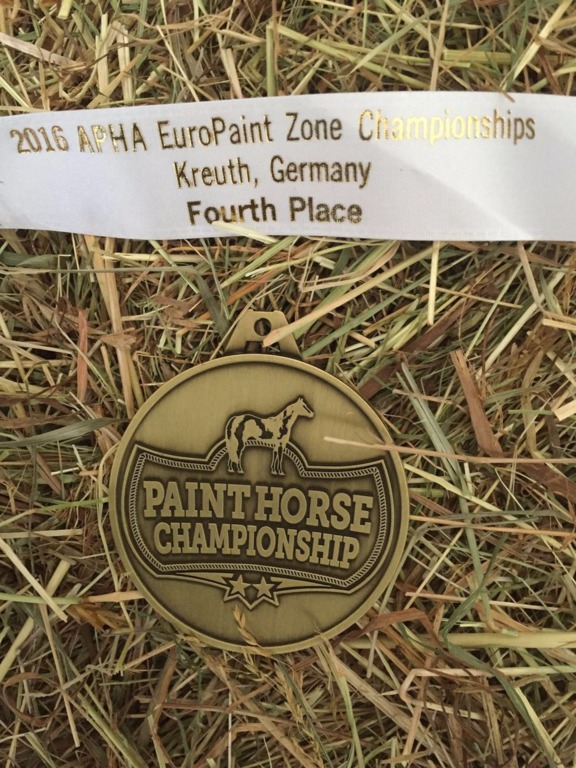 2016 APHA EuroPaint Zone Championships
Kreuth, Germany
Fourth Place
PAINT HORSE
CHAMPIONSHIP